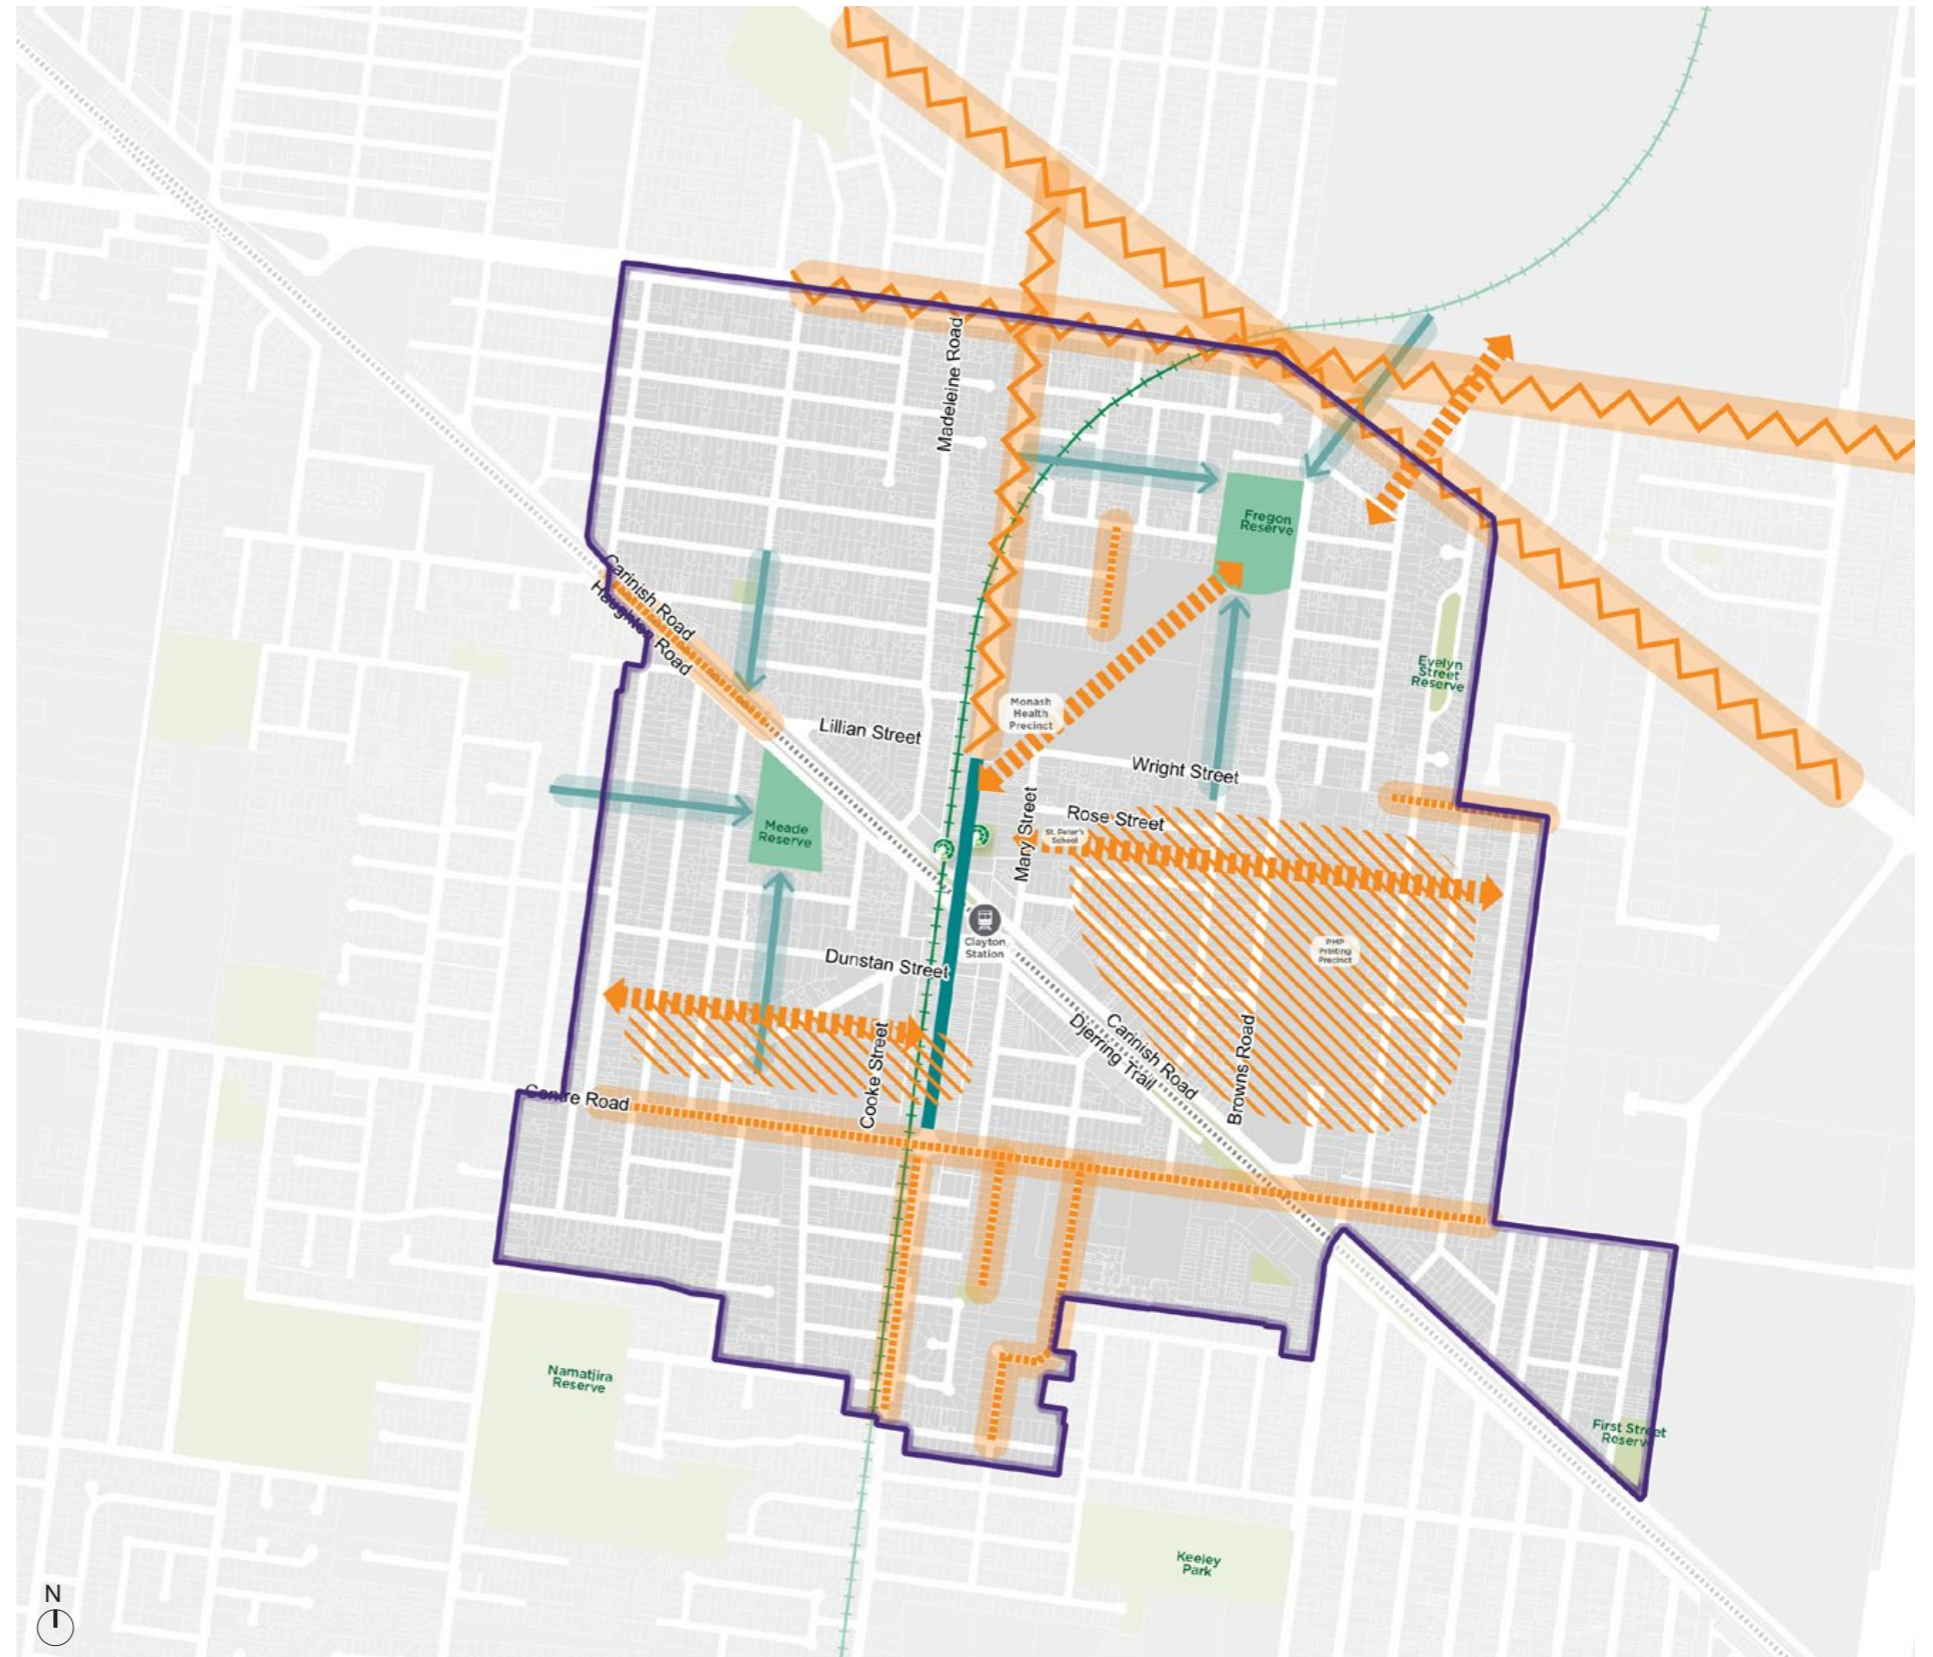 Madeleine Road
Fregon
Reserve
Carinish Road
Haughton Road
Evelyn
Street
Reserve
Monash
Health
Precinct
Lillian Street
Wright Street
Mary Street
Rose Street
St. Peter's
School
Meade
Reserve
Clayton
Station
PMP
Printing
Precinct
Dunstan Street
Cooke Street
Carinish Road
Djerring Trail
Browns Road
Centre Road
Namatjira
Reserve
First Street
Reserve
Keeley
Park
N